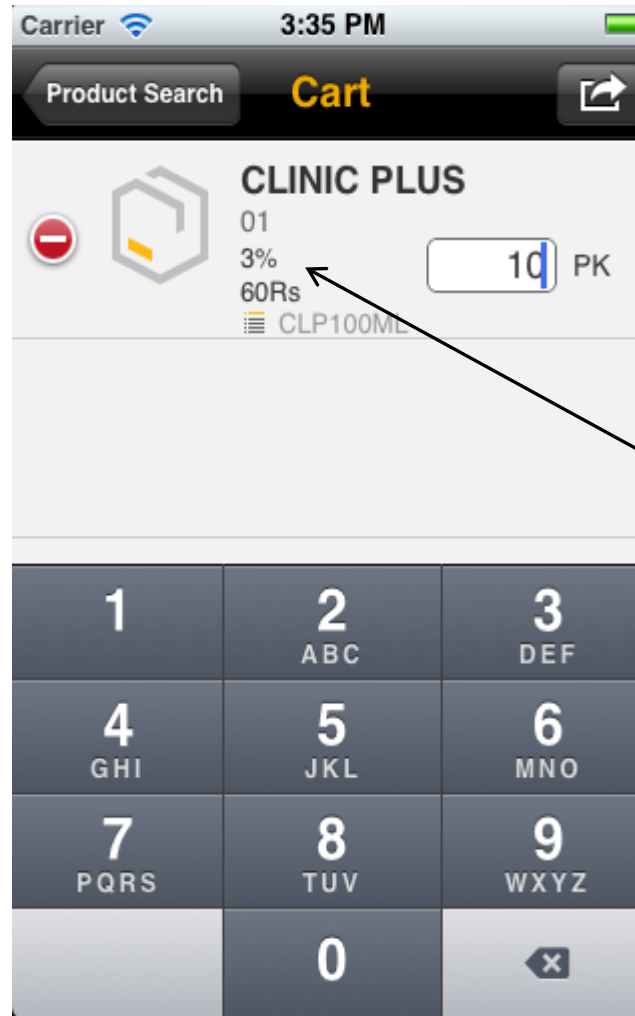 Carrier 3:35 PM
Product Search Cart
CLINIC PLUS
01
3%
60Rs
10 PK
CLP100ML
1 2 3
ABC DEF
4 5 6
GHI JKL MNO
7 8 9
PQRS TUV WXYZ
0